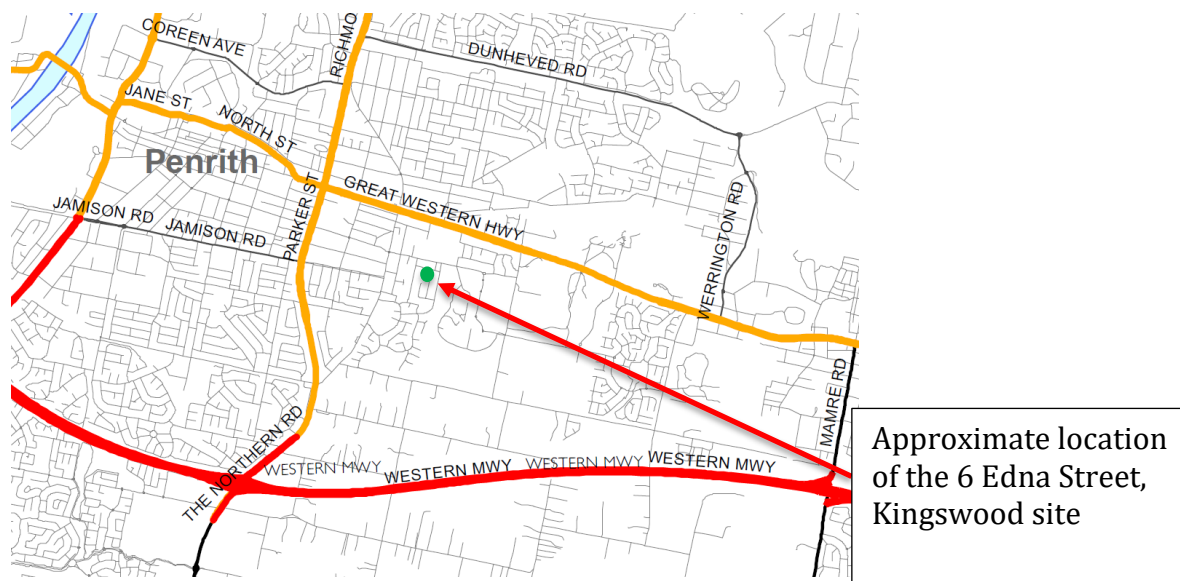 COREEN AVE
RICHMO
DUNHEVED RD
JANE ST
NORTH ST
Penrith
GREAT WESTERN HWY
JAMISON RD
JAMISON RD
PARKER ST
WERRINGTON RD
MAMRE RD
THE NORTHERN RD
WESTERN MWY
WESTERN MWY
WESTERN MWY
WESTERN MWY
Approximate location
of the 6 Edna Street,
Kingswood site